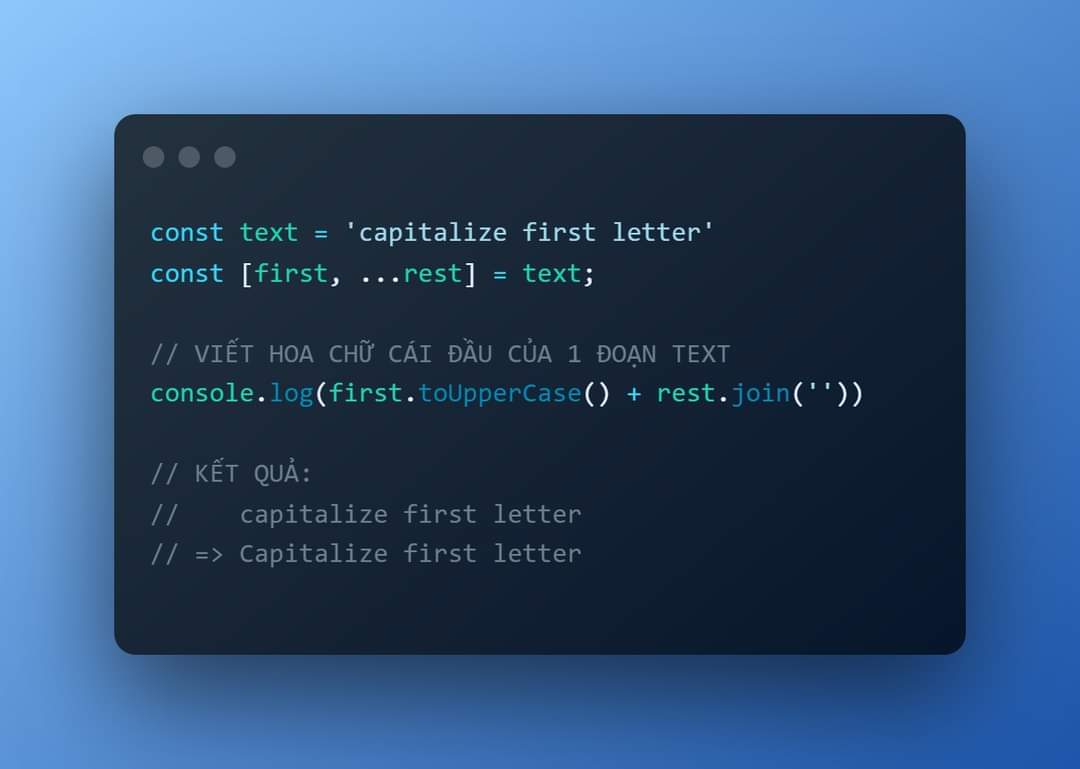 const text = 'capitalize first letter'
const [first, ...rest] = text;
// VIẾT HOA CHỮ CÁI ĐẦU CỦA 1 ĐOẠN TEXT
console.log(first.toUpperCase() + rest.join(''))
// KẾT QUẢ:
//    capitalize first letter
// => Capitalize first letter